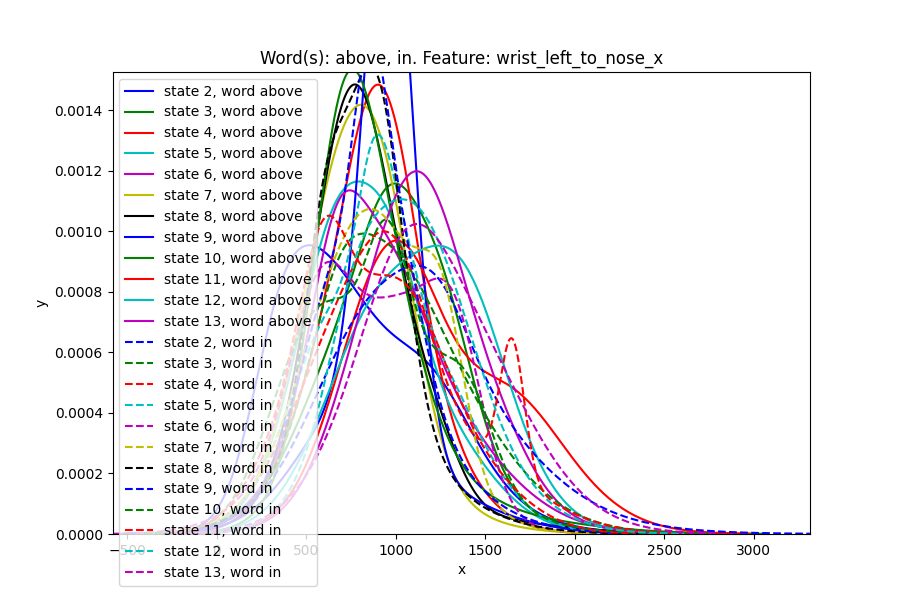 Word(s): above, in. Feature: wrist_left_to_nose_x
y
0.0014
0.0012
0.0010
0.0008
0.0006
0.0004
0.0002
0.0000
state 2, word above
state 3, word above
state 4, word above
state 5, word above
state 6, word above
state 7, word above
state 8, word above
state 9, word above
state 10, word above
state 11, word above
state 12, word above
state 13, word above
state 2, word in
state 3, word in
state 4, word in
state 5, word in
state 6, word in
state 7, word in
state 8, word in
state 9, word in
state 10, word in
state 11, word in
state 12, word in
state 13, word in
−500 0 500 1000 1500 2000 2500 3000
x